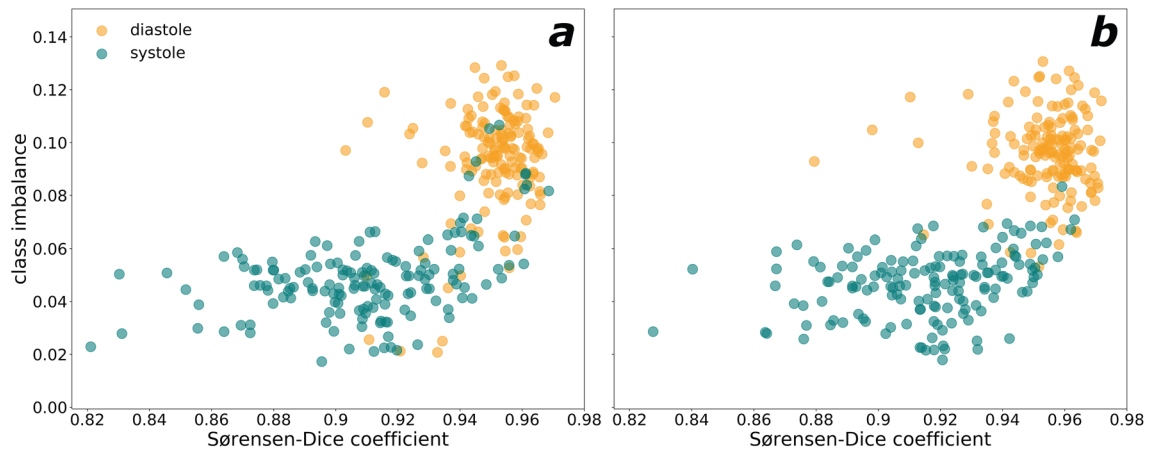 a
b
diastole
systole
class imbalance
0.14
0.12
0.10
0.08
0.06
0.04
0.02
0.00
0.82 0.84 0.86 0.88 0.9 0.92 0.94 0.96 0.98
0.82 0.84 0.86 0.88 0.9 0.92 0.94 0.96 0.98
Sørensen-Dice coefficient
Sørensen-Dice coefficient